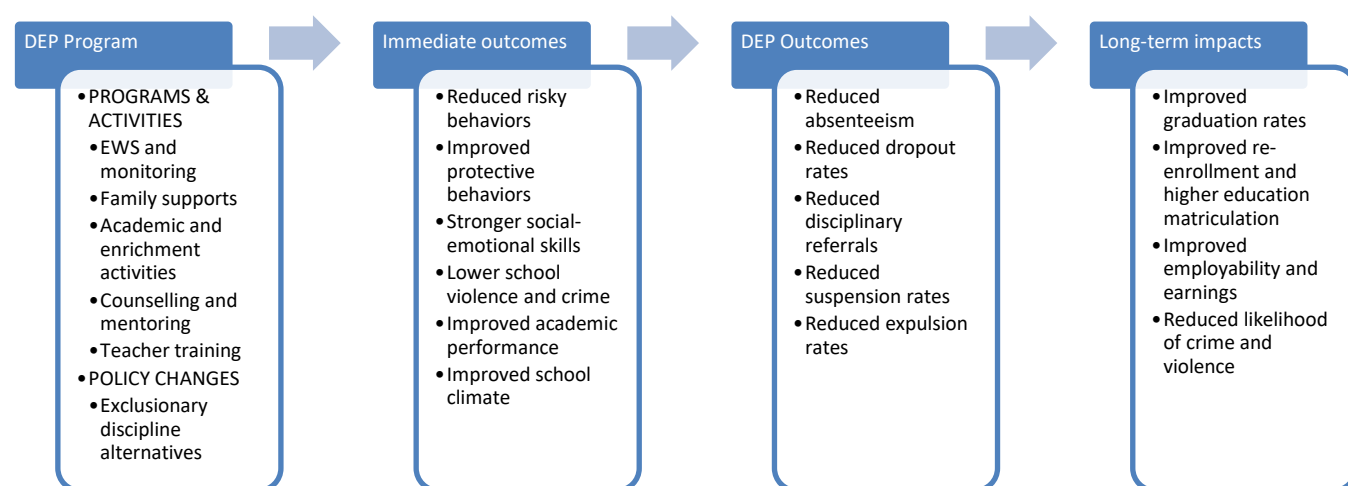 DEP Program
•PROGRAMS &
ACTIVITIES
•EWS and
monitoring
•Family supports
•Academic and
enrichment
activities
•Counselling and
mentoring
•Teacher training
•POLICY CHANGES
•Exclusionary
discipline
alternatives
Immediate outcomes
•Reduced risky
behaviors
•Improved
protective
behaviors
•Stronger social-
emotional skills
•Lower school
violence and crime
•Improved academic
performance
•Improved school
climate
DEP Outcomes
•Reduced
absenteeism
•Reduced dropout
rates
•Reduced
disciplinary
referrals
•Reduced
suspension rates
•Reduced expulsion
rates
Long-term impacts
•Improved
graduation rates
•Improved re-
enrollment and
higher education
matriculation
•Improved
employability and
earnings
•Reduced likelihood
of crime and
violence